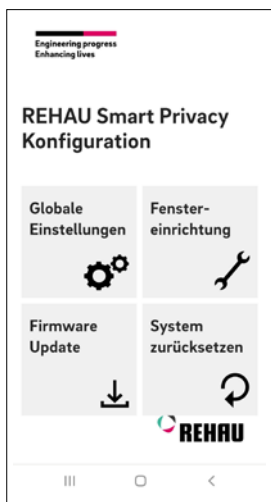 Engineering progress
Enhancing lives
REHAU Smart Privacy
Konfiguration
Globale
Einstellungen
Fenster-
einrichtung
Firmware
Update
System
zurücksetzen
REHAU